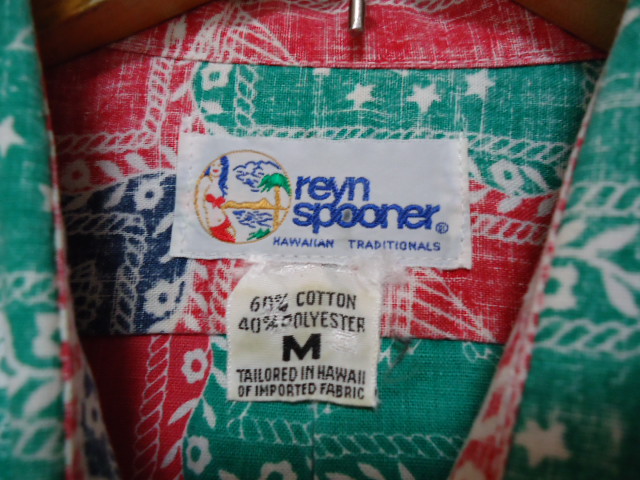 reyn
spooner®
HAWAIIAN TRADITIONALS
60% COTTON
40% POLYESTER
M
TAILORED IN HAWAII
OF IMPORTED FABRIC